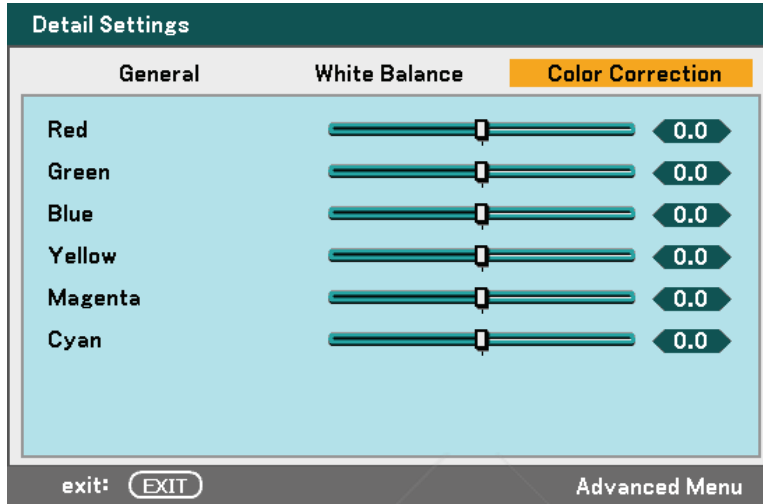 Detail Settings
General White Balance Color Correction
Red 0.0
Green 0.0
Blue 0.0
Yellow 0.0
Magenta 0.0
Cyan 0.0
exit: EXIT Advanced Menu